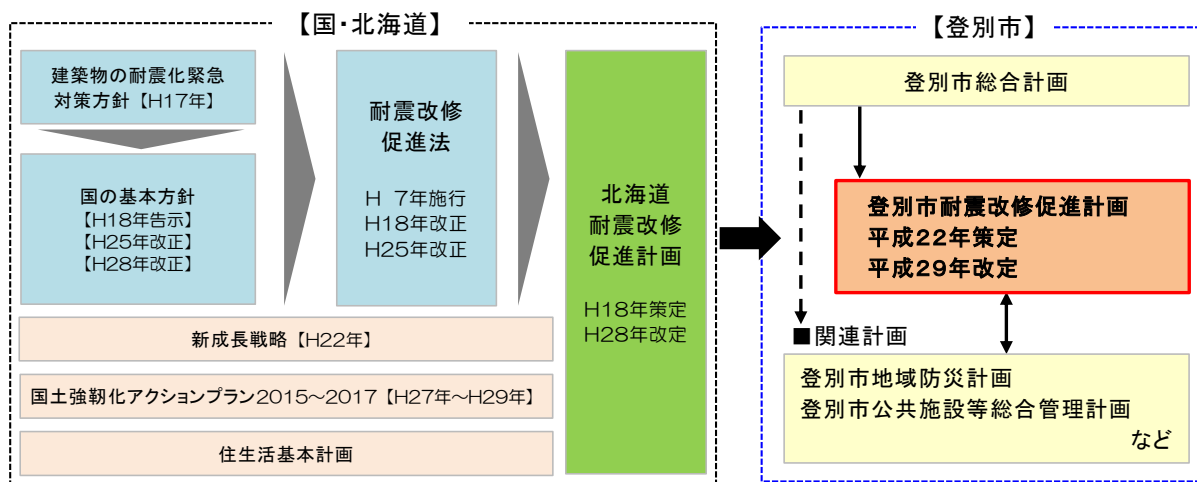 【国・北海道】
建築物の耐震化緊急
対策方針【H17年】
国の基本方針
【H18年告示】
【H25年改正】
【H28年改正】
耐震改修
促進法
H 7年施行
H18年改正
H25年改正
北海道
耐震改修
促進計画
H18年策定
H28年改定
新成長戦略【H22年】
国土強靱化アクションプラン2015～2017【H27年～H29年】
住生活基本計画
【登別市】
登別市総合計画
登別市耐震改修促進計画
平成22年策定
平成29年改定
■関連計画
登別市地域防災計画
登別市公共施設等総合管理計画
など